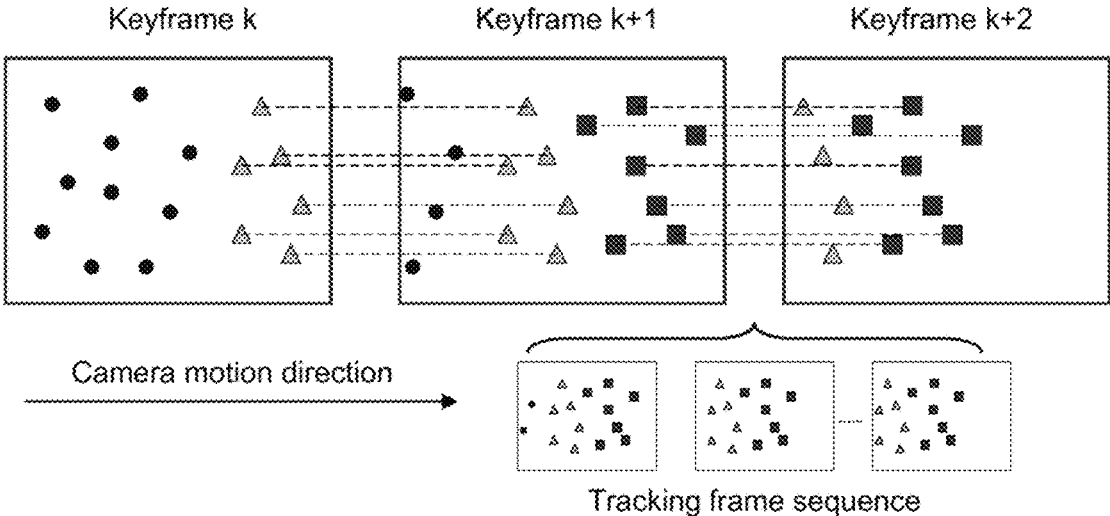 Keyframe k
Keyframe k+1
Keyframe k+2
Camera motion direction
Tracking frame sequence